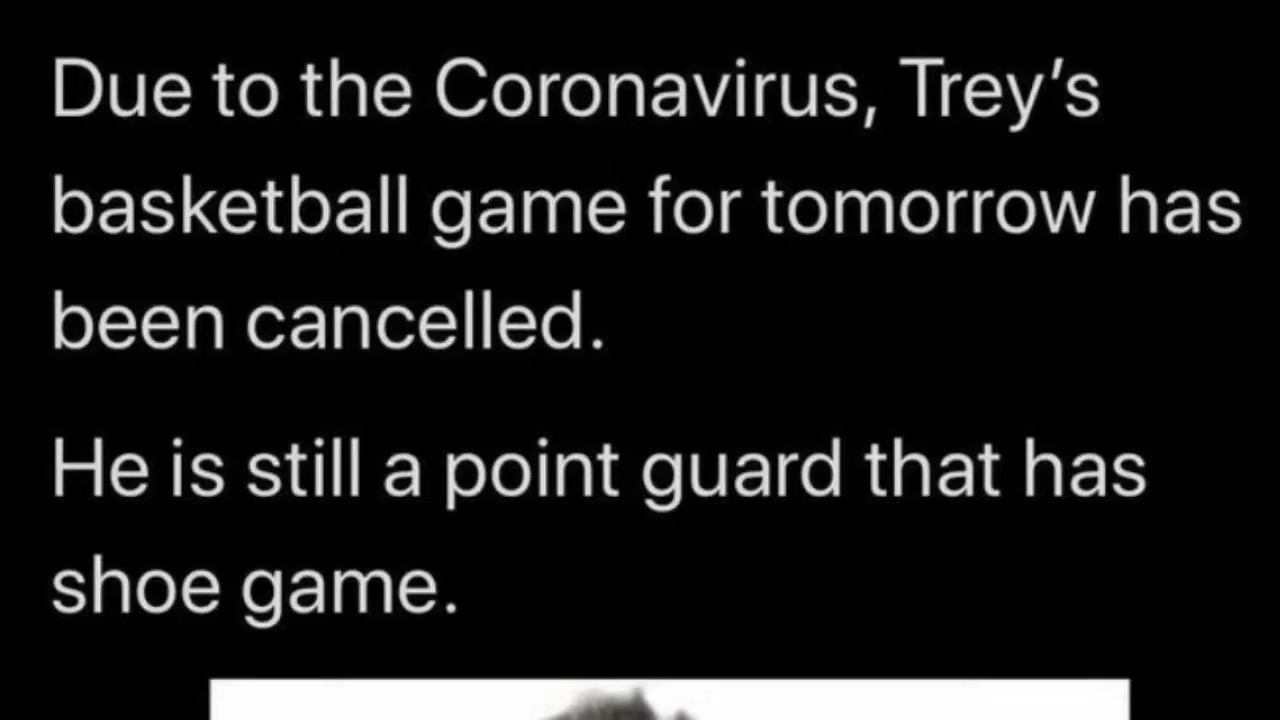 Due to the Coronavirus, Trey’s
basketball game for tomorrow has
been cancelled.
He is still a point guard that has
shoe game.